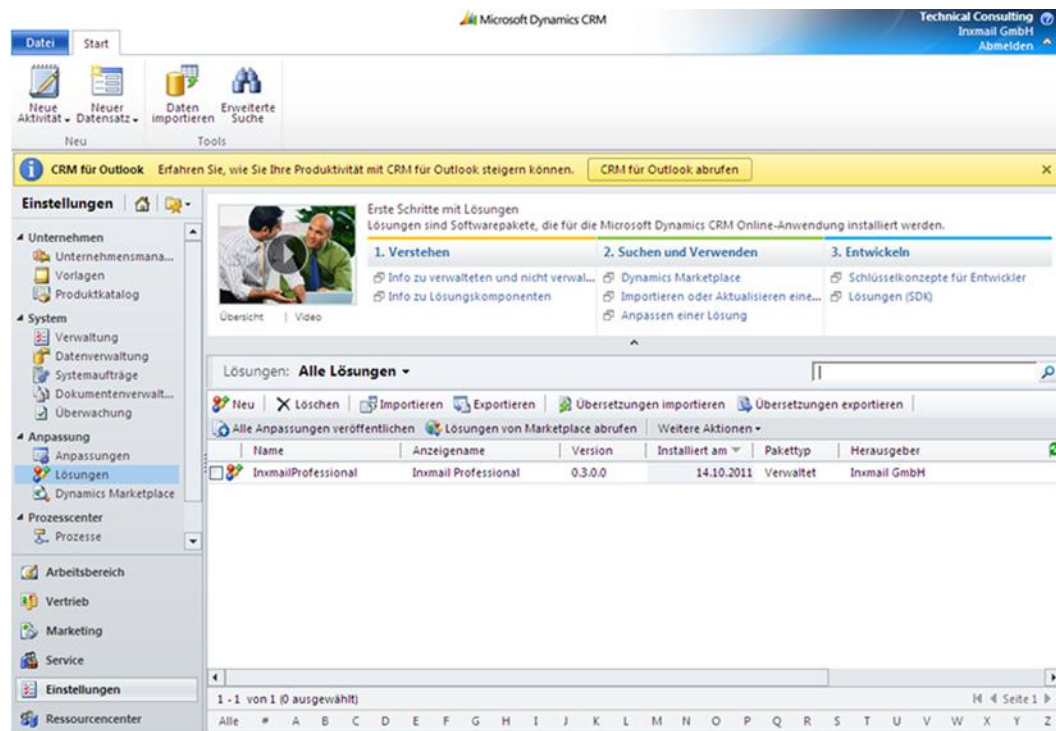 Microsoft Dynamics CRM
Technical Consulting
Inxmail GmbH
Abmelden
Datei Start
Neue Aktivität
Neuer Datensatz
Daten importieren
Erweiterte Suche
Neu Tools
CRM für Outlook Erfahren Sie, wie Sie Ihre Produktivität mit CRM für Outlook steigern können. CRM für Outlook abrufen
Einstellungen
Unternehmen
Unternehmensmana...
Vorlagen
Produktkatalog
System
Verwaltung
Datenverwaltung
Systemaufträge
Dokumentenverwalt...
Überwachung
Anpassung
Anpassungen
Lösungen
Dynamics Marketplace
Prozesscenter
Prozesse
Arbeitsbereich
Vertrieb
Marketing
Service
Einstellungen
Ressourcencenter
Erste Schritte mit Lösungen
Lösungen sind Softwarepakete, die für die Microsoft Dynamics CRM Online-Anwendung installiert werden.
Übersicht | Video
1. Verstehen
Info zu verwalteten und nicht verwal...
Info zu Lösungskomponenten
2. Suchen und Verwenden
Dynamics Marketplace
Importieren oder Aktualisieren eine...
Anpassen einer Lösung
3. Entwickeln
Schlüsselkonzepte für Entwickler
Lösungen (SDK)
Lösungen: Alle Lösungen
Neu Löschen Importieren Exportieren Übersetzungen importieren Übersetzungen exportieren
Alle Anpassungen veröffentlichen Lösungen von Marketplace abrufen Weitere Aktionen
Name Anzeigename Version Installiert am Pakettyp Herausgeber
InxmailProfessional Inxmail Professional 0.3.0.0 14.10.2011 Verwaltet Inxmail GmbH
1 - 1 von 1 (0 ausgewählt) Seite 1
Alle # A B C D E F G H I J K L M N O P Q R S T U V W X Y Z